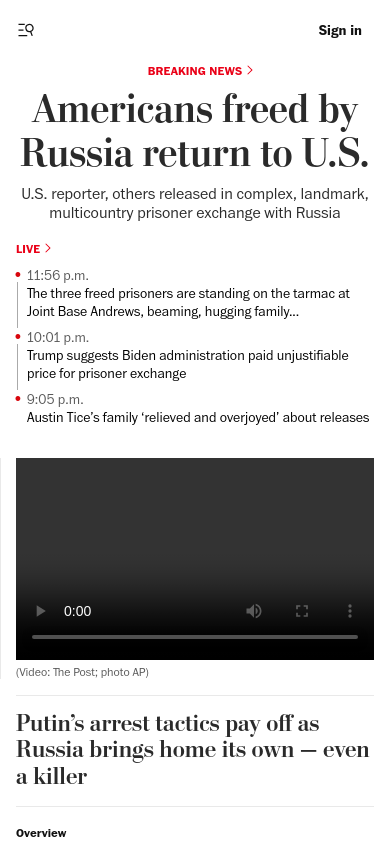 Sign in
BREAKING NEWS
Americans freed by
Russia return to U.S.
U.S. reporter, others released in complex, landmark,
multicountry prisoner exchange with Russia
LIVE
11:56 p.m.
The three freed prisoners are standing on the tarmac at
Joint Base Andrews, beaming, hugging family...
10:01 p.m.
Trump suggests Biden administration paid unjustifiable
price for prisoner exchange
9:05 p.m.
Austin Tice’s family ‘relieved and overjoyed’ about releases
0:00
(Video: The Post; photo AP)
Putin’s arrest tactics pay off as
Russia brings home its own — even
a killer
Overview